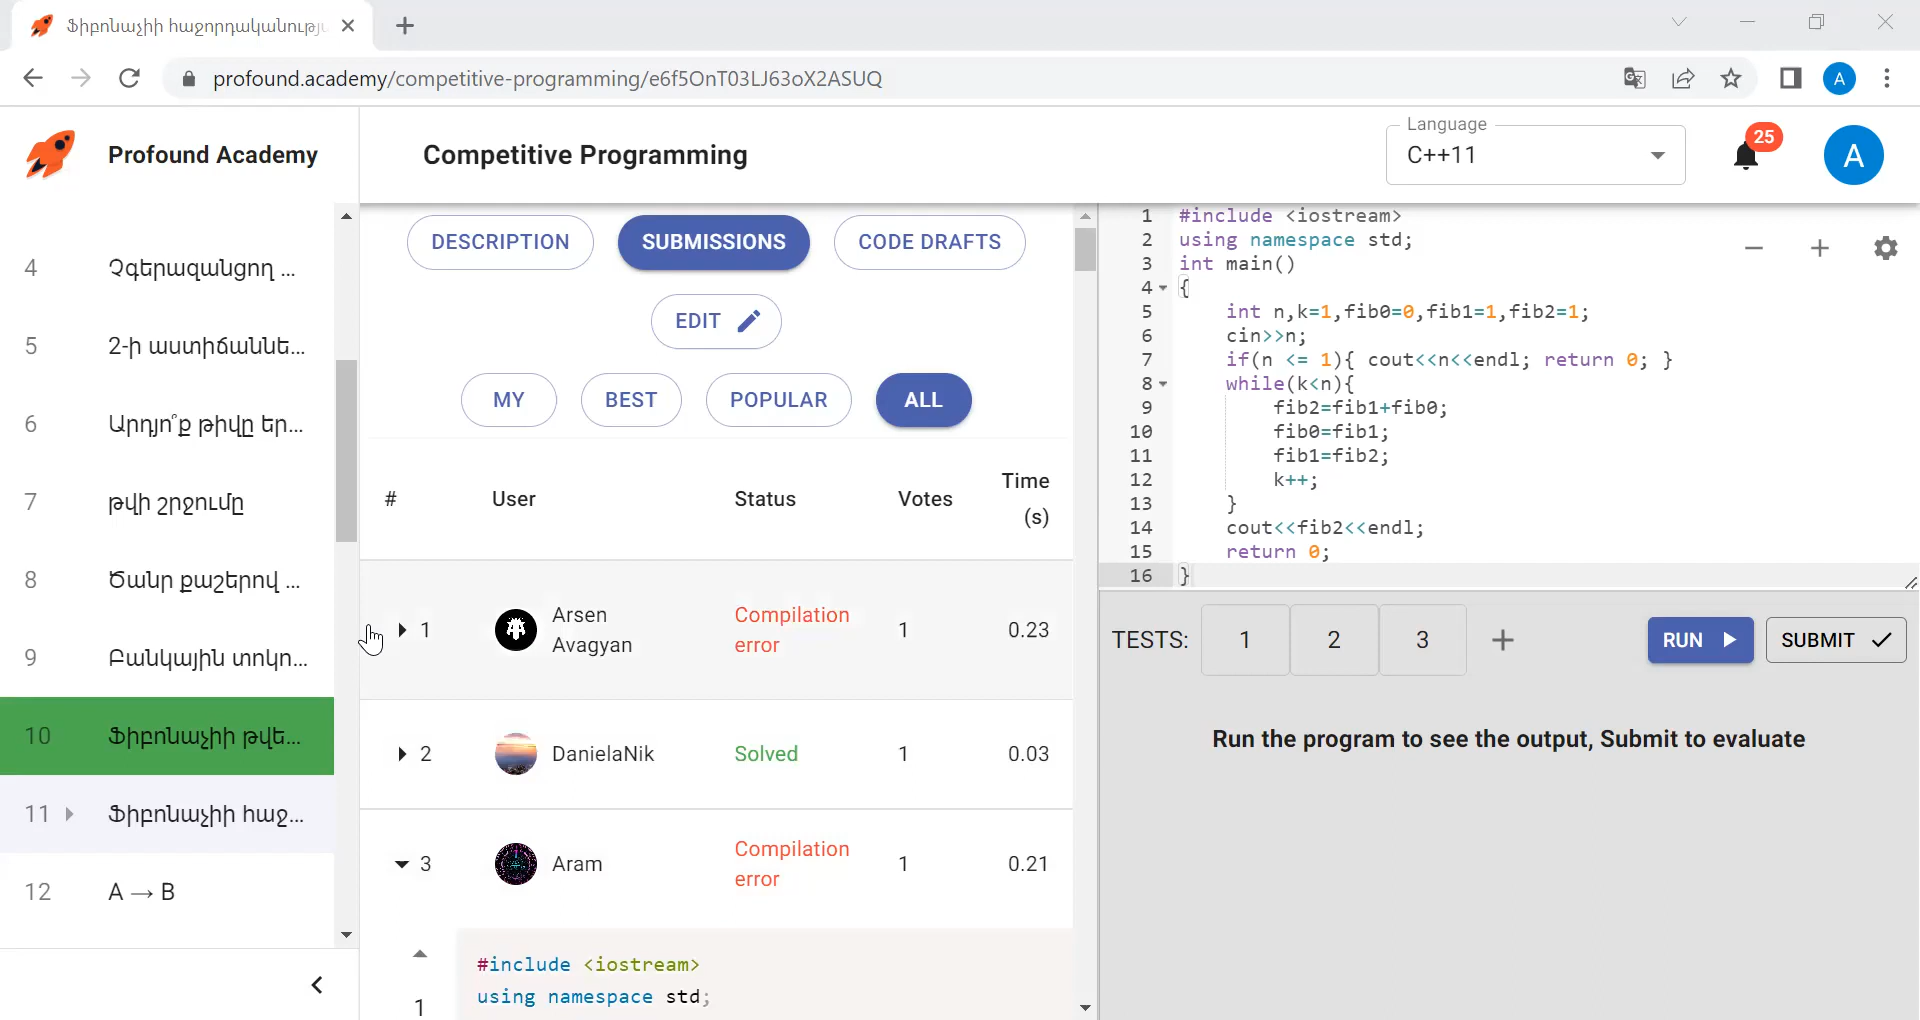 Ֆիբոնաչիի հաջորդականությ
profound.academy/competitive-programming/e6f5OnT03LJ63oX2ASUQ
A
Profound Academy
Competitive Programming
Language
C++11
25
A
4 Չգերազանցող ...
5 2-ի աստիճաննե...
6 Արդյո՞ք թիվը եր...
7 թվի շրջումը
8 Ծանր քաշերով ...
9 Բանկային տոկո...
10 Ֆիբոնաչիի թվե...
11 Ֆիբոնաչիի հաջ...
12 A → B
DESCRIPTION
SUBMISSIONS
CODE DRAFTS
EDIT
MY
BEST
POPULAR
ALL
# User Status Votes Time
(s)
1 Arsen
Avagyan
Compilation
error
1 0.23
2 DanielaNik Solved 1 0.03
3 Aram
Compilation
error
1 0.21
1
#include <iostream>
using namespace std;
1 #include <iostream>
2 using namespace std;
3 int main()
4 {
5 int n,k=1,fib0=0,fib1=1,fib2=1;
6 cin>>n;
7 if(n <= 1){ cout<<n<<endl; return 0; }
8 while(k<n){
9 fib2=fib1+fib0;
10 fib0=fib1;
11 fib1=fib2;
12 k++;
13 }
14 cout<<fib2<<endl;
15 return 0;
16 }
TESTS: 1 2 3 +
RUN
SUBMIT
Run the program to see the output, Submit to evaluate